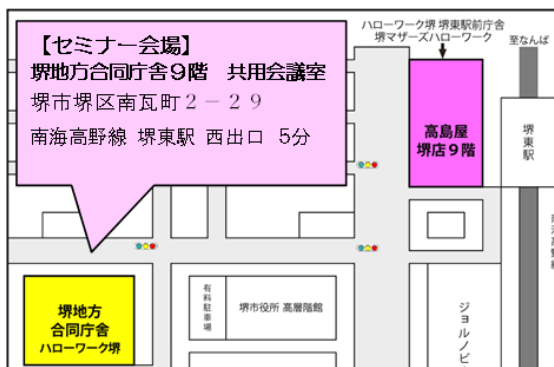 【セミナー会場】
堺地方合同庁舎９階　共用会議室
堺市堺区南瓦町２－２９
南海高野線 堺東駅 西出口 5分
ハローワーク堺 堺東駅前庁舎
堺マザーズハローワーク
至なんば
高島屋
堺店９階
堺東駅
南海高野線
堺地方
合同庁舎
ハローワーク堺
有料駐車場
堺市役所 高層階館
ジョルノビ